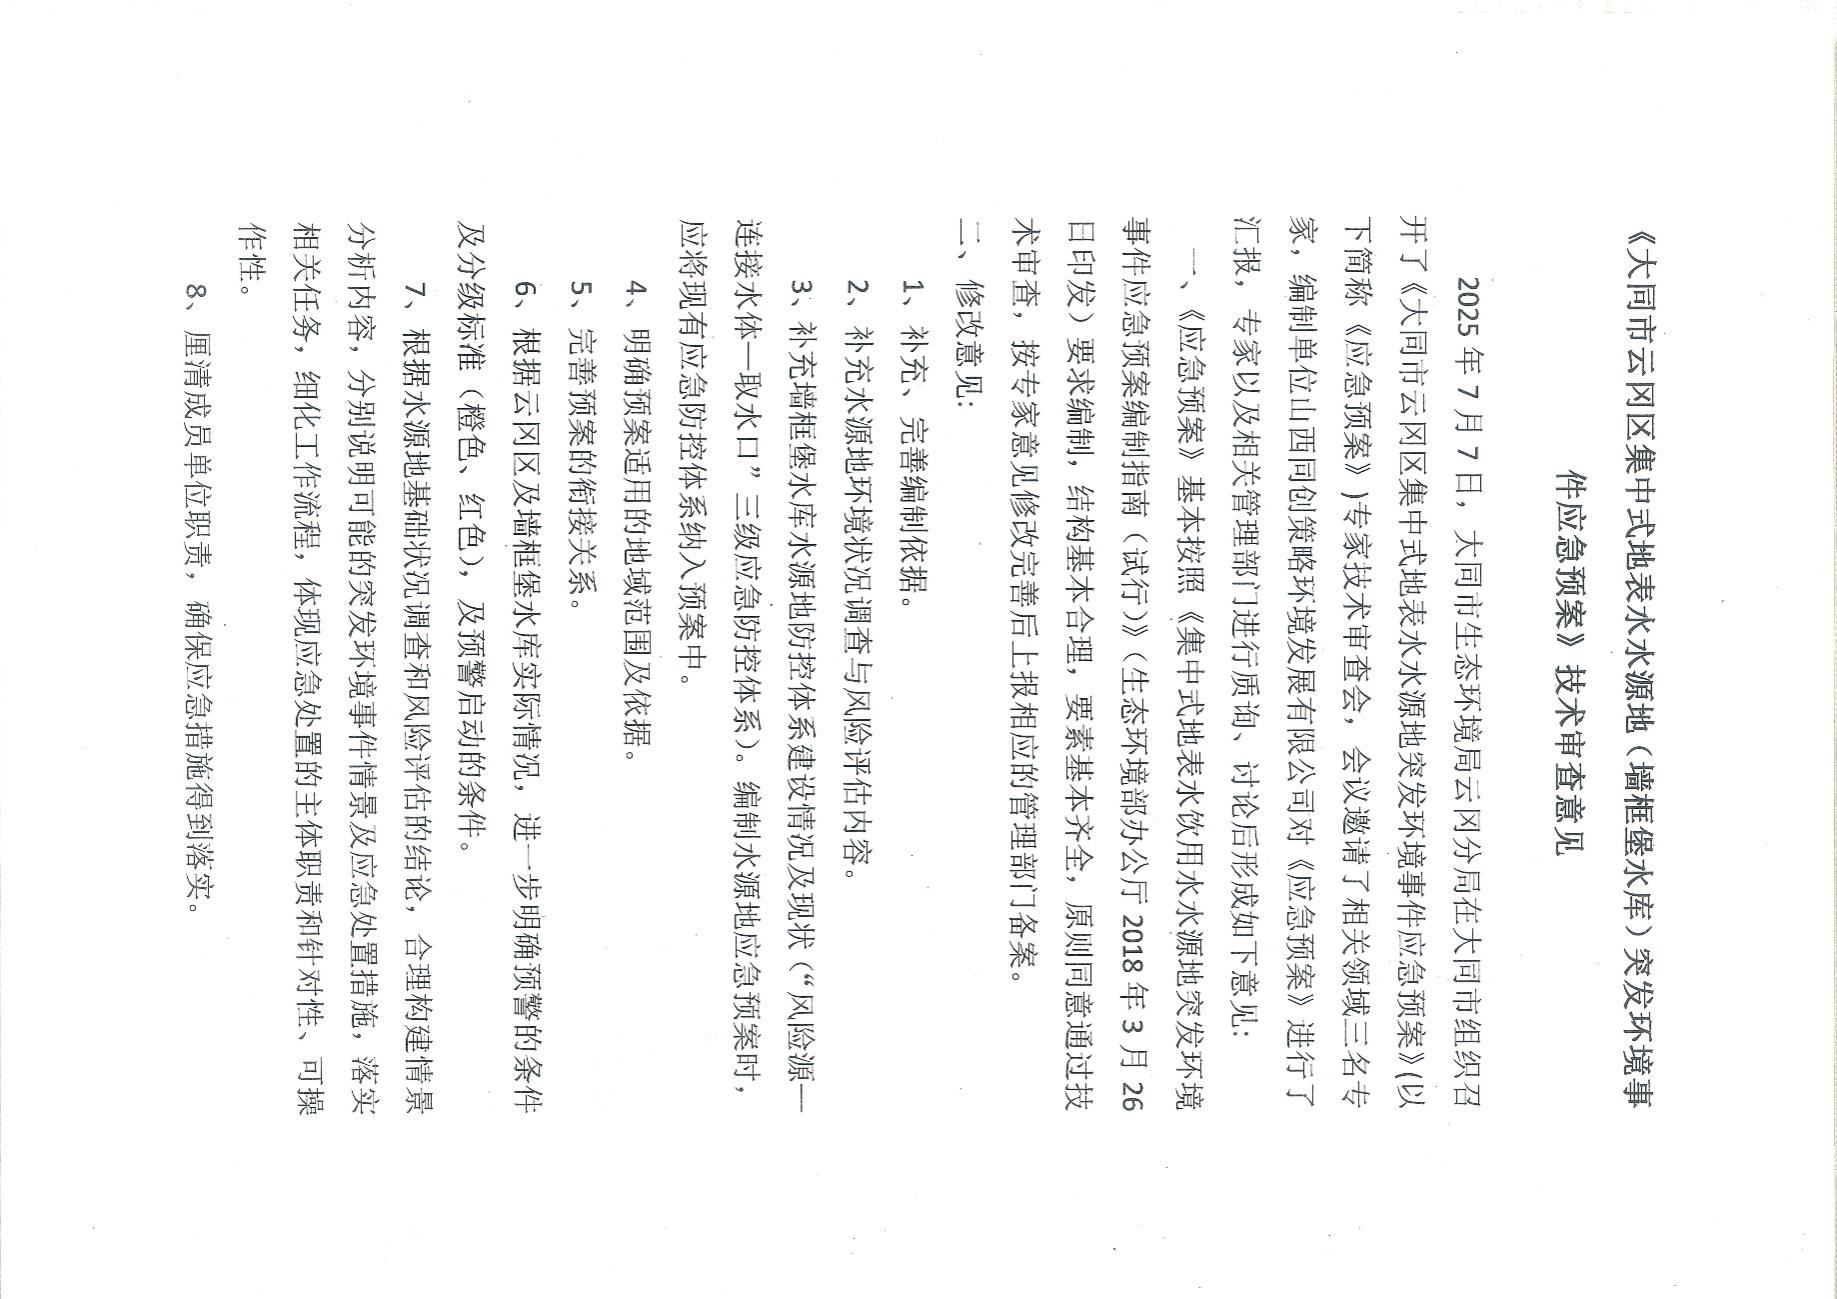 《大同市云冈区集中式地表水水源地（墙框堡水库）突发环境事
件应急预案》技术审查意见
2025 年 7 月 7 日，大同市生态环境局云冈分局在大同市组织召
开了《大同市云冈区集中式地表水水源地突发环境事件应急预案》(以
下简称《应急预案》)专家技术审查会，会议邀请了相关领域三名专
家，编制单位山西同创策略环境发展有限公司对《应急预案》进行了
汇报，专家以及相关管理部门进行质询、讨论后形成如下意见：
一、《应急预案》基本按照《集中式地表水饮用水水源地突发环境
事件应急预案编制指南（试行）》（生态环境部办公厅 2018 年 3 月 26
日印发）要求编制，结构基本合理，要素基本齐全，原则同意通过技
术审查，按专家意见修改完善后上报相应的管理部门备案。
二、修改意见：
1、补充、完善编制依据。
2、补充水源地环境状况调查与风险评估内容。
3、补充墙框堡水库水源地防控体系建设情况及现状（“风险源—
连接水体—取水口”三级应急防控体系）。编制水源地应急预案时，
应将现有应急防控体系纳入预案中。
4、明确预案适用的地域范围及依据。
5、完善预案的衔接关系。
6、根据云冈区及墙框堡水库实际情况，进一步明确预警的条件
及分级标准（橙色、红色），及预警启动的条件。
7、根据水源地基础状况调查和风险评估的结论，合理构建情景
分析内容，分别说明可能的突发环境事件情景及应急处置措施，落实
相关任务，细化工作流程，体现应急处置的主体职责和针对性、可操
作性。
8、厘清成员单位职责，确保应急措施得到落实。